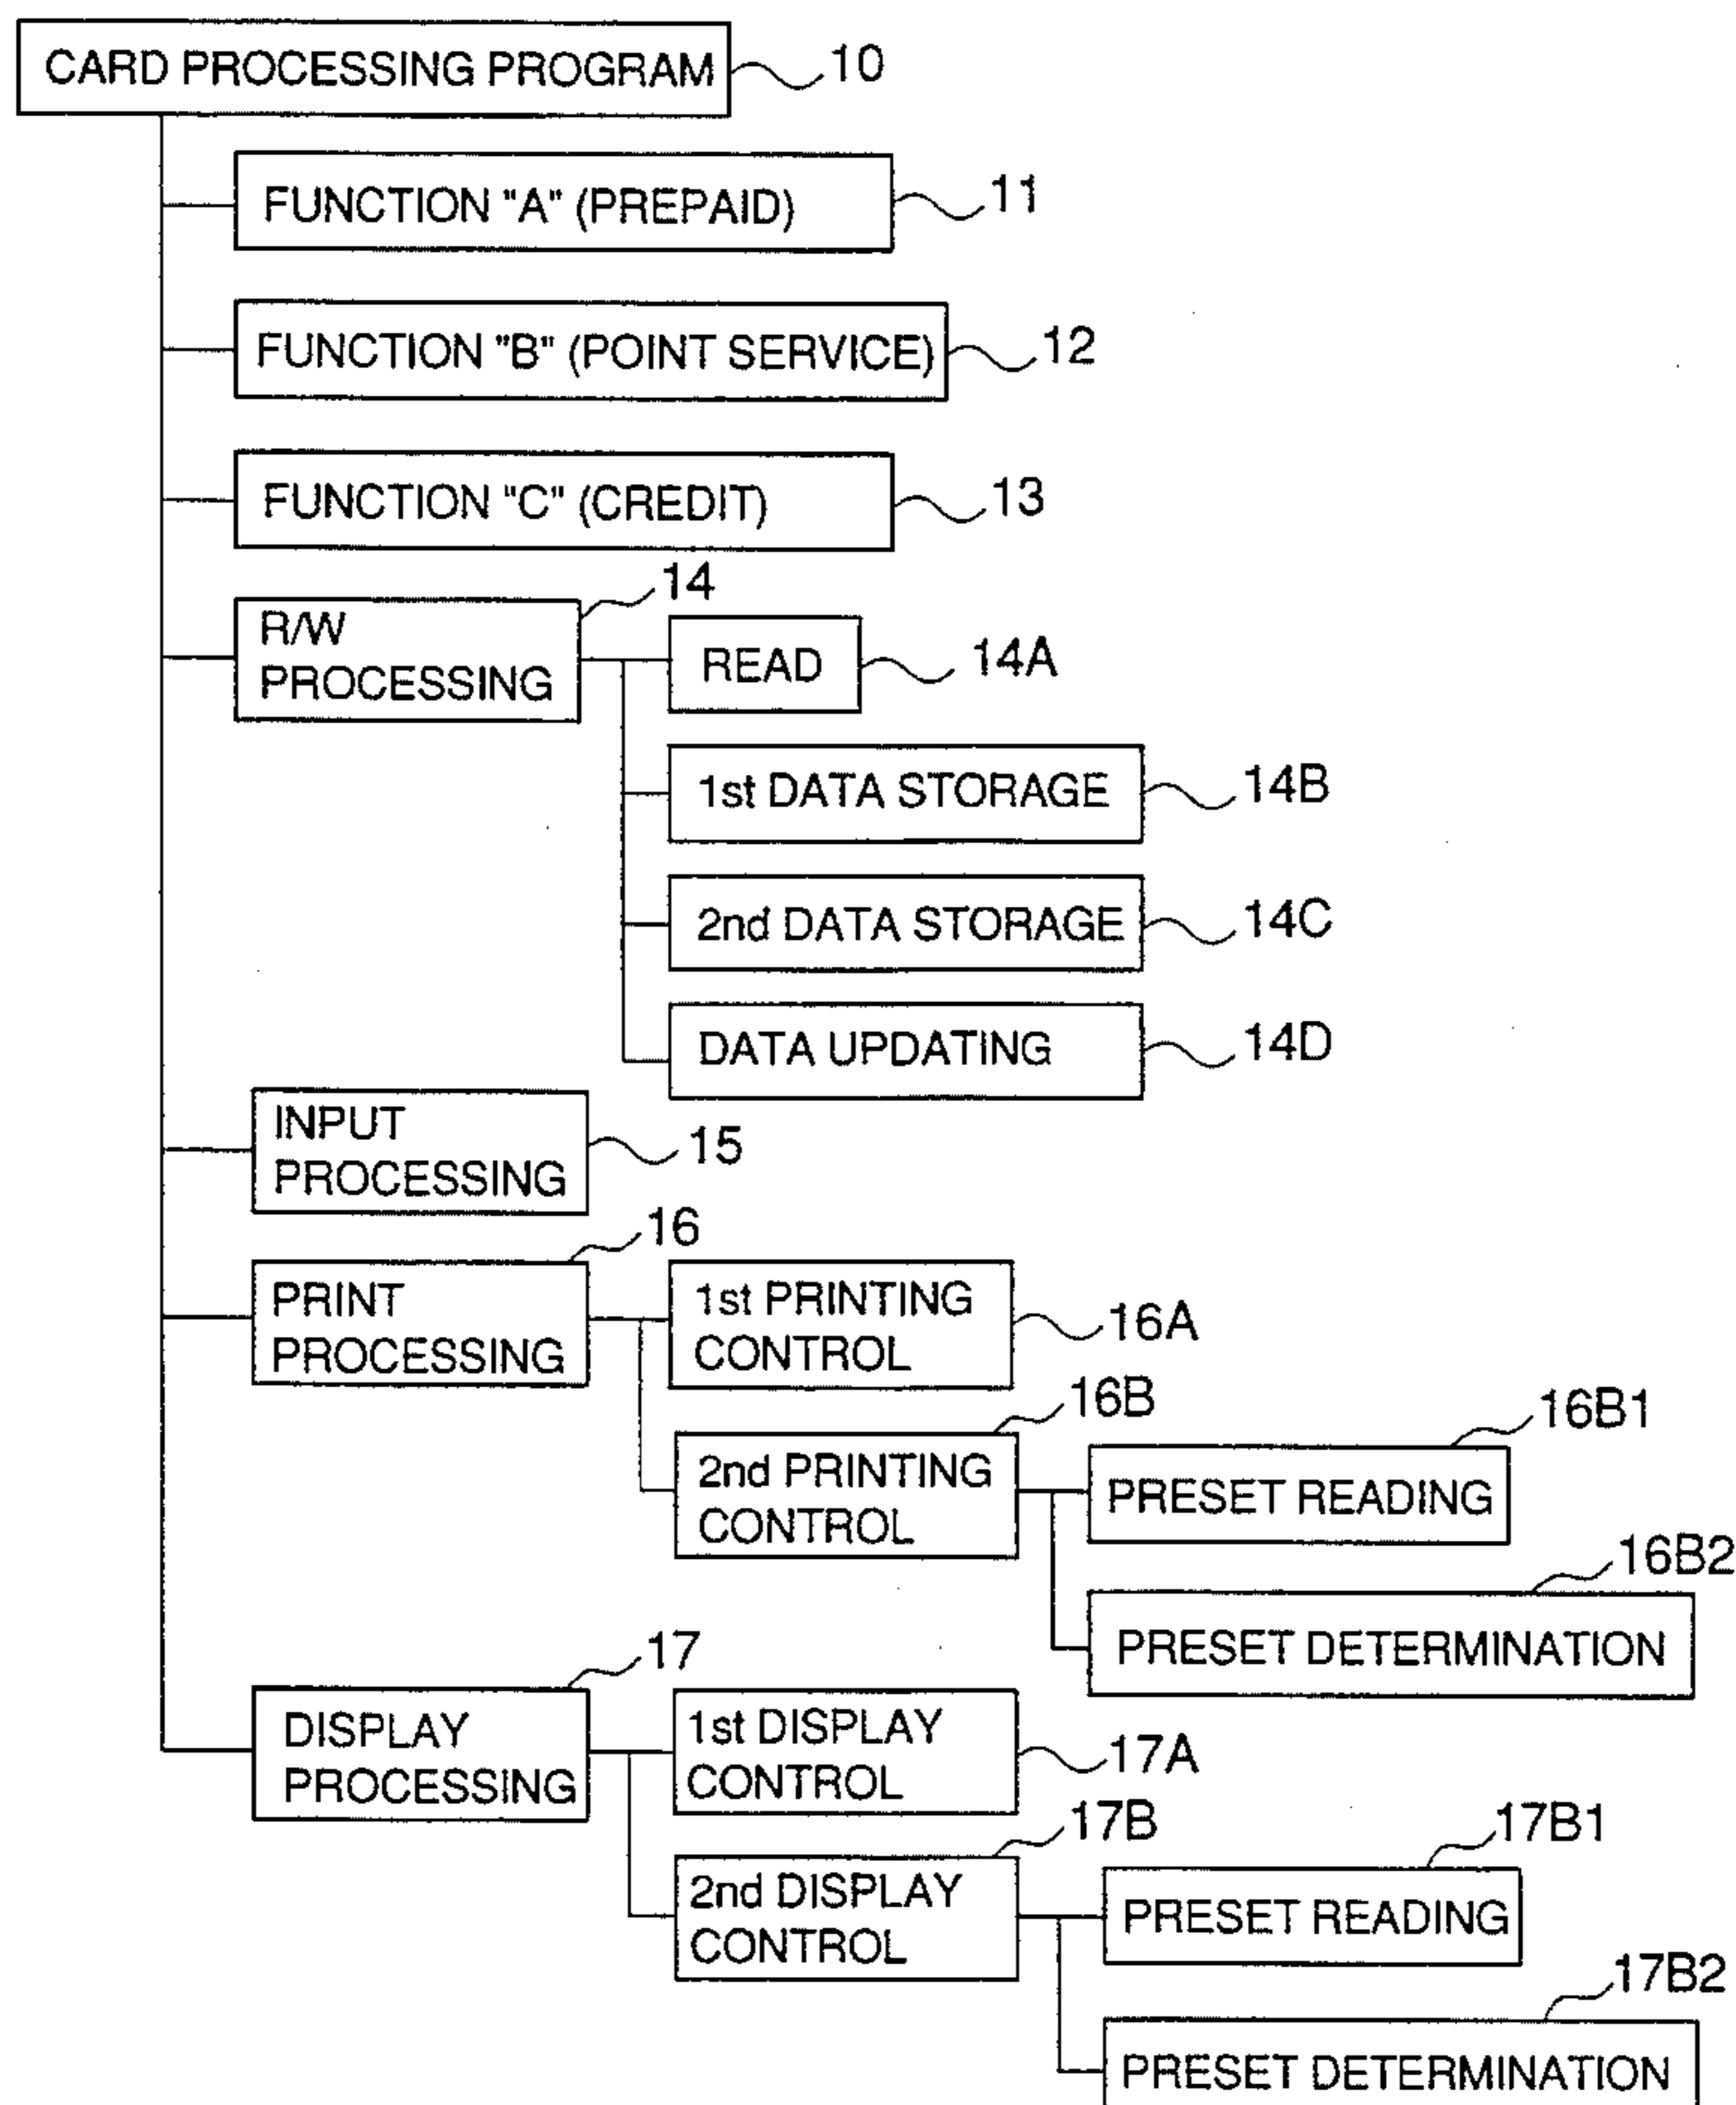 CARD PROCESSING PROGRAM 10
FUNCTION "A" (PREPAID) 11
FUNCTION "B" (POINT SERVICE) 12
FUNCTION "C" (CREDIT) 13
14
R/W
PROCESSING
READ 14A
1st DATA STORAGE 14B
2nd DATA STORAGE 14C
DATA UPDATING 14D
INPUT
PROCESSING
15
16
PRINT
PROCESSING
1st PRINTING
CONTROL
16A
16B
2nd PRINTING
CONTROL
16B1
PRESET READING
16B2
PRESET DETERMINATION
17
DISPLAY
PROCESSING
1st DISPLAY
CONTROL
17A
17B
2nd DISPLAY
CONTROL
17B1
PRESET READING
17B2
PRESET DETERMINATION